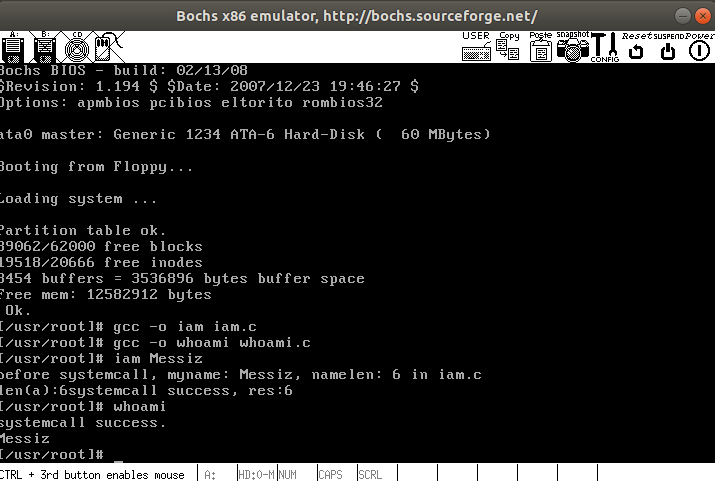 Bochs x86 emulator, http://bochs.sourceforge.net/
A: B: CD USER Copy Paste Snapshot CONFIG Reset SUSPEND Power
Bochs BIOS - build: 02/13/08
$Revision: 1.194 $ $Date: 2007/12/23 19:46:27 $
Options: apmbios pcibios eltorito rombios32
ata0 master: Generic 1234 ATA-6 Hard-Disk (  60 MBytes)
Booting from Floppy...
Loading system ...
Partition table ok.
39062/62000 free blocks
19518/20666 free inodes
3454 buffers = 3536896 bytes buffer space
Free mem: 12582912 bytes
Ok.
[/usr/root]# gcc -o iam iam.c
[/usr/root]# gcc -o whoami whoami.c
[/usr/root]# iam Messiz
before systemcall, myname: Messiz, namelen: 6 in iam.c
len(a):6systemcall success, res:6
[/usr/root]# whoami
systemcall success.
Messiz
[/usr/root]# _
CTRL + 3rd button enables mouse A: HD:0-M NUM CAPS SCRL